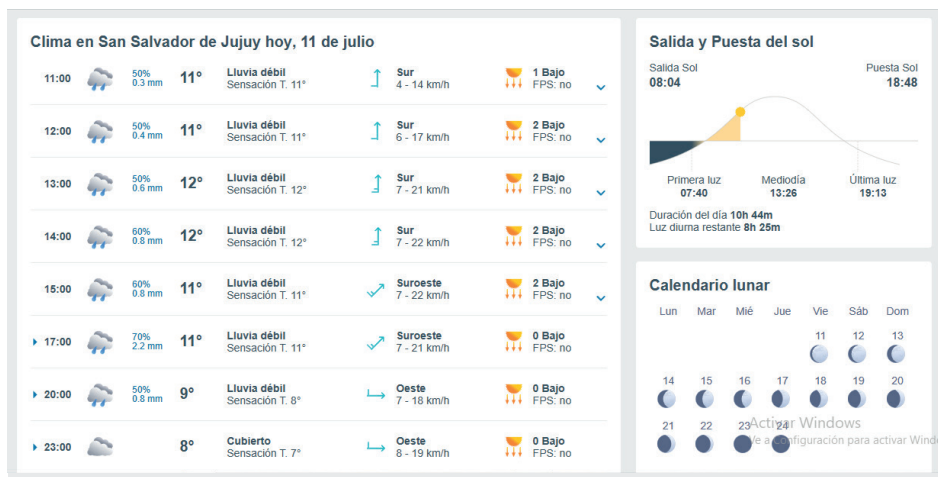 Clima en San Salvador de Jujuy hoy, 11 de julio
11:00 50% 0.3 mm 11° Lluvia débil Sensación T. 11° Sur 4 - 14 km/h 1 Bajo FPS: no
12:00 50% 0.4 mm 11° Lluvia débil Sensación T. 11° Sur 6 - 17 km/h 2 Bajo FPS: no
13:00 50% 0.6 mm 12° Lluvia débil Sensación T. 12° Sur 7 - 21 km/h 2 Bajo FPS: no
14:00 60% 0.8 mm 12° Lluvia débil Sensación T. 12° Sur 7 - 22 km/h 2 Bajo FPS: no
15:00 60% 0.8 mm 11° Lluvia débil Sensación T. 11° Suroeste 7 - 22 km/h 2 Bajo FPS: no
17:00 70% 2.2 mm 11° Lluvia débil Sensación T. 11° Suroeste 7 - 21 km/h 0 Bajo FPS: no
20:00 50% 0.8 mm 9° Lluvia débil Sensación T. 8° Oeste 7 - 18 km/h 0 Bajo FPS: no
23:00 8° Cubierto Sensación T. 7° Oeste 8 - 19 km/h 0 Bajo FPS: no
Salida y Puesta del sol
Salida Sol Puesta Sol
08:04 18:48
Primera luz Mediodía Última luz
07:40 13:26 19:13
Duración del día 10h 44m
Luz diurna restante 8h 25m
Calendario lunar
Lun Mar Mié Jue Vie Sáb Dom
11 12 13
14 15 16 17 18 19 20
21 22 23 24
Activar Windows
Ve a Configuración para activar Wind